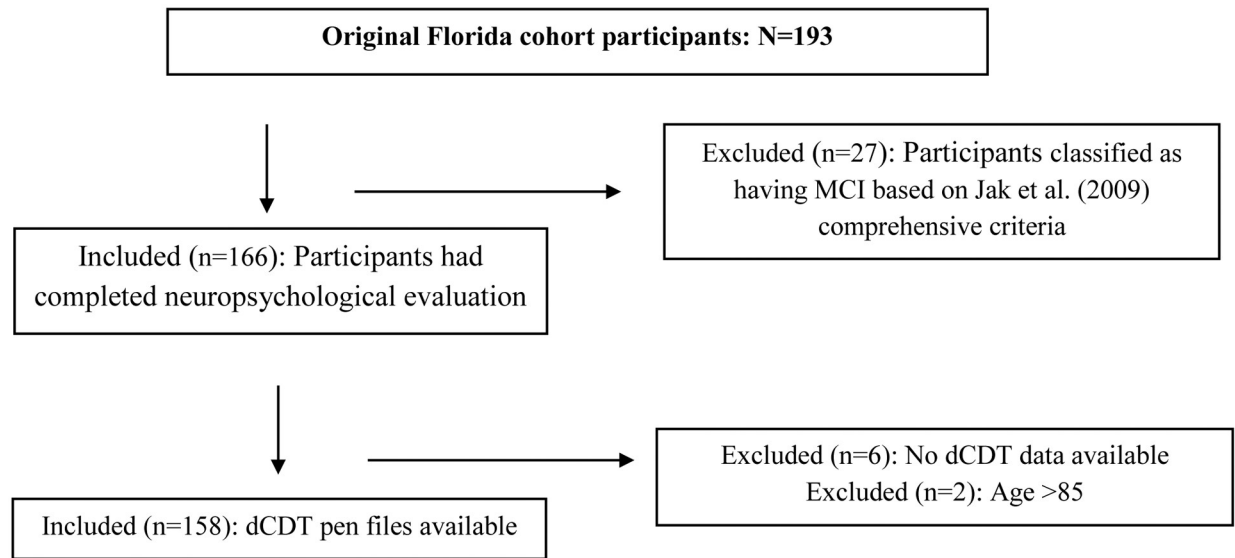 Original Florida cohort participants: N=193
Excluded (n=27): Participants classified as
having MCI based on Jak et al. (2009)
comprehensive criteria
Included (n=166): Participants had
completed neuropsychological evaluation
Excluded (n=6): No dCDT data available
Excluded (n=2): Age >85
Included (n=158): dCDT pen files available